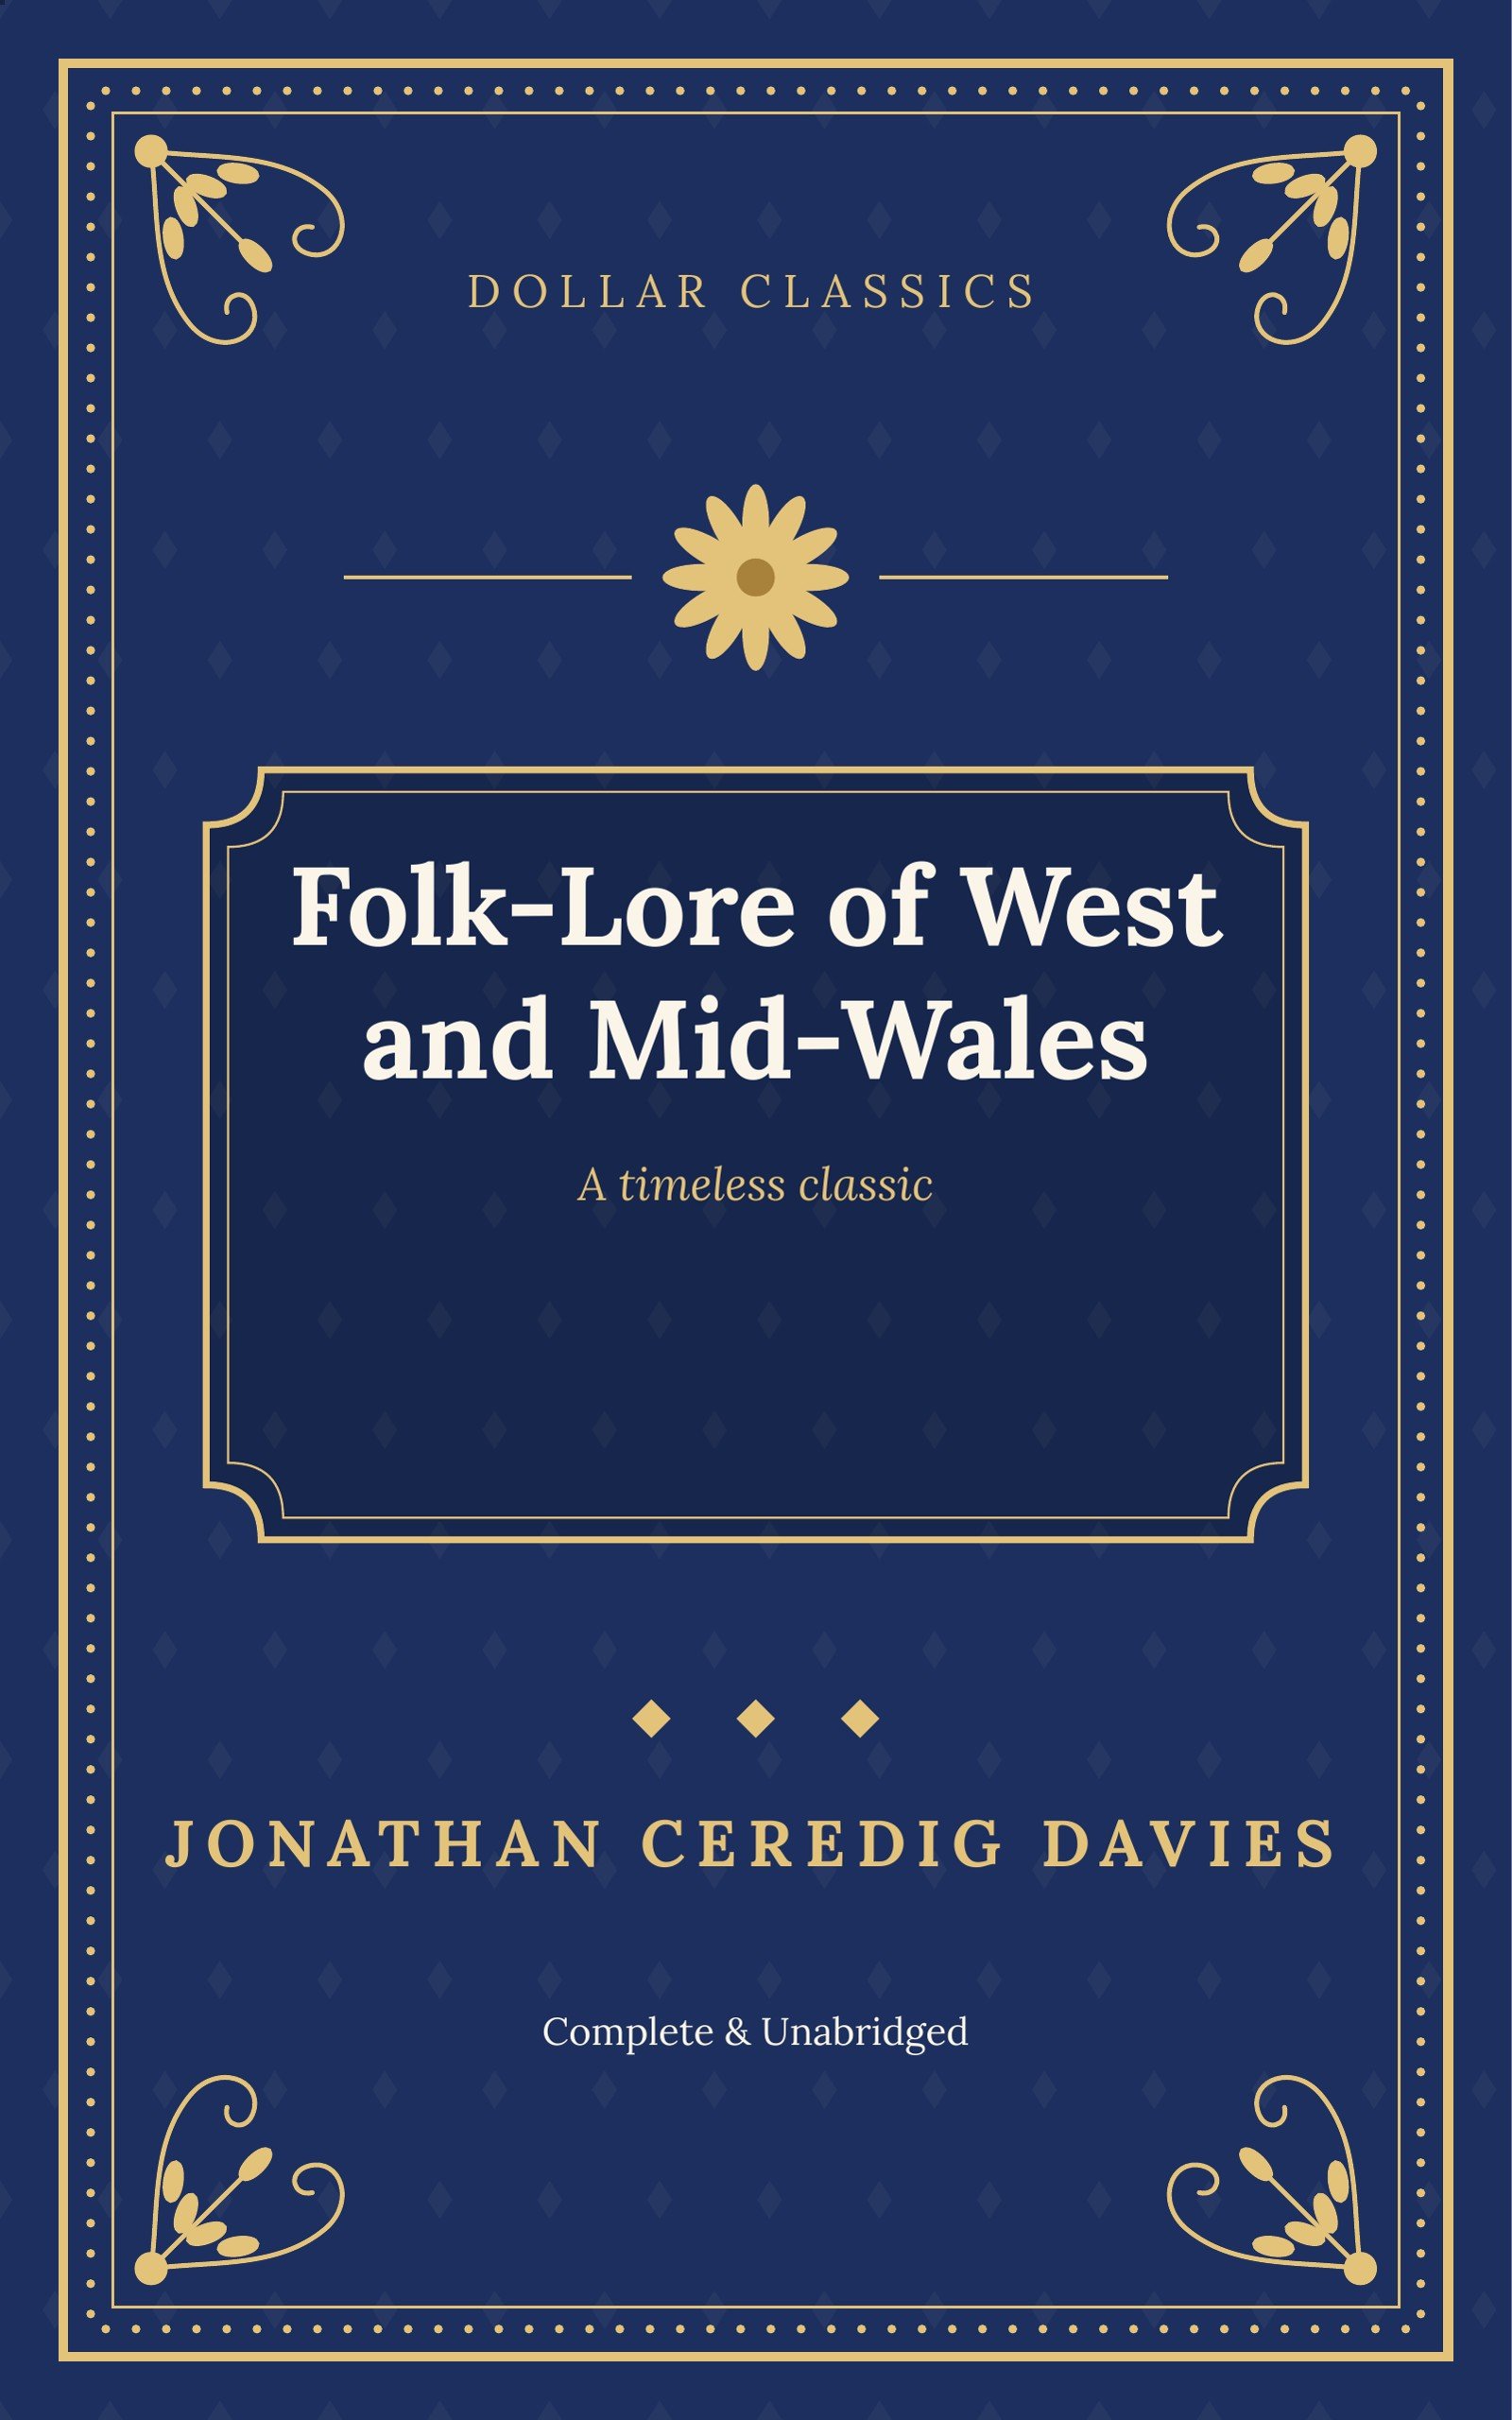 DOLLAR CLASSICS
Folk-Lore of West
and Mid-Wales
A timeless classic
JONATHAN CEREDIG DAVIES
Complete & Unabridged